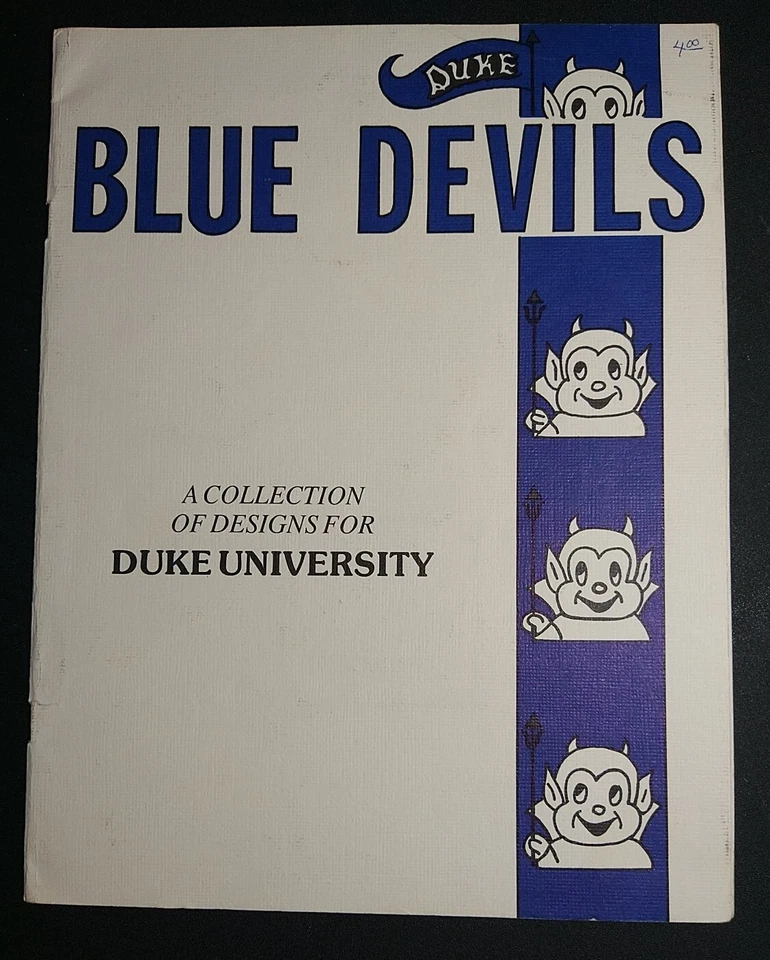 4.00
DUKE
BLUE DEVILS
A COLLECTION
OF DESIGNS FOR
DUKE UNIVERSITY